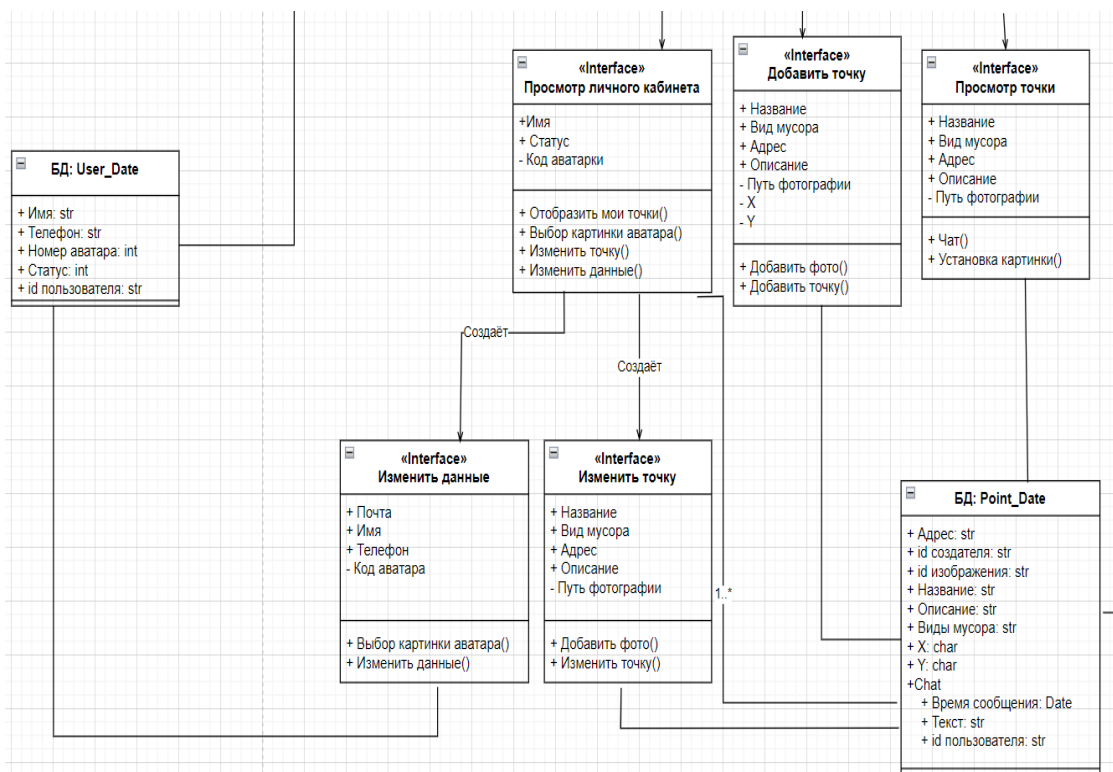 БД: User_Date
+ Имя: str
+ Телефон: str
+ Номер аватара: int
+ Статус: int
+ id пользователя: str
«Interface»
Просмотр личного кабинета
+Имя
+ Статус
- Код аватарки
+ Отобразить мои точки()
+ Выбор картинки аватара()
+ Изменить точку()
+ Изменить данные()
«Interface»
Добавить точку
+ Название
+ Вид мусора
+ Адрес
+ Описание
- Путь фотографии
- X
- Y
+ Добавить фото()
+ Добавить точку()
«Interface»
Просмотр точки
+ Название
+ Вид мусора
+ Адрес
+ Описание
- Путь фотографии
+ Чат()
+ Установка картинки()
Создаёт
Создаёт
«Interface»
Изменить данные
+ Почта
+ Имя
+ Телефон
- Код аватара
+ Выбор картинки аватара()
+ Изменить данные()
«Interface»
Изменить точку
+ Название
+ Вид мусора
+ Адрес
+ Описание
- Путь фотографии
+ Добавить фото()
+ Изменить точку()
1..*
БД: Point_Date
+ Адрес: str
+ id создателя: str
+ id изображения: str
+ Название: str
+ Описание: str
+ Виды мусора: str
+ X: char
+ Y: char
+Chat
+ Время сообщения: Date
+ Текст: str
+ id пользователя: str